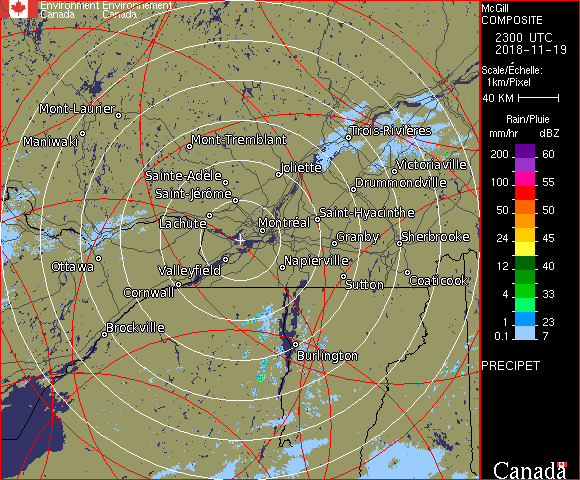 Environment Environnement
Canada Canada
McGill
COMPOSITE
2300 UTC
2018-11-19
Scale/Échelle:
1km/Pixel
40 KM
Rain/Pluie
mm/hr dBZ
200 60
150 57
100 55
50 50
24 45
12 40
4 33
1 23
0.1 7
PRECIPET
Canada
Mont-Laurier
Maniwaki
Mont-Tremblant
Trois-Rivières
Sainte-Adèle
Joliette
Victoriaville
Saint-Jérôme
Drummondville
Lachute
Montréal
Saint-Hyacinthe
Granby
Sherbrooke
Ottawa
Valleyfield
Napierville
Cornwall
Sutton
Coaticook
Brockville
Burlington